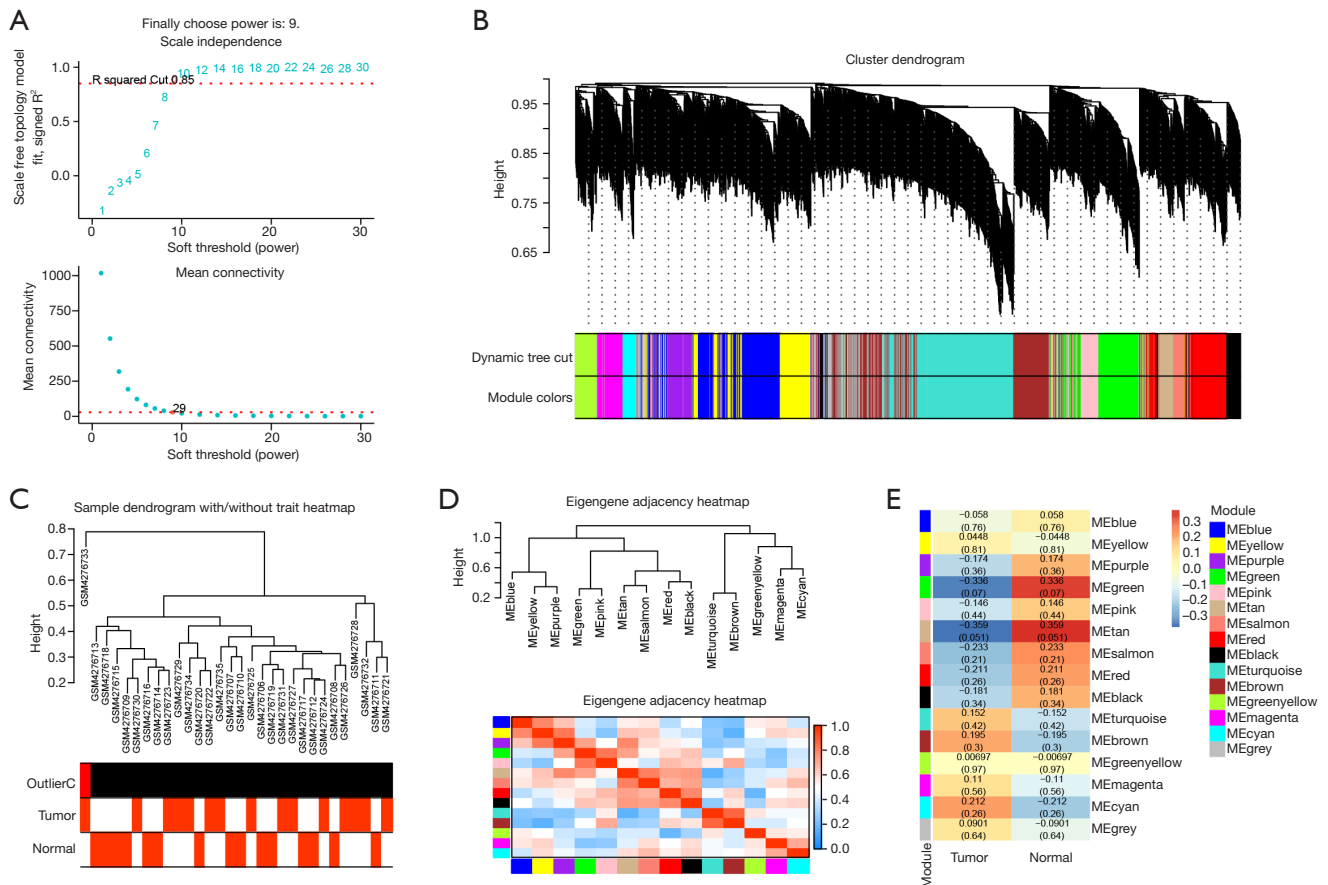 A
Finally choose power is: 9.
Scale independence
Scale free topology model
fit, signed R²
1.0
0.5
0.0
R squared Cut 0.85
1 2 3 4 5 6 7 8 10 12 14 16 18 20 22 24 26 28 30
0 10 20 30
Soft threshold (power)
Mean connectivity
Mean connectivity
1000
750
500
250
0
29
0 10 20 30
Soft threshold (power)
B
Cluster dendrogram
Height
0.95
0.85
0.75
0.65
Dynamic tree cut
Module colors
C
Sample dendrogram with/without trait heatmap
Height
0.8
0.7
0.6
0.5
0.4
0.3
0.2
GSM4276733
GSM4276713
GSM4276718
GSM4276715
GSM4276709
GSM4276730
GSM4276716
GSM4276714
GSM4276723
GSM4276729
GSM4276734
GSM4276720
GSM4276722
GSM4276735
GSM4276707
GSM4276710
GSM4276725
GSM4276706
GSM4276719
GSM4276731
GSM4276727
GSM4276717
GSM4276712
GSM4276724
GSM4276708
GSM4276726
GSM4276728
GSM4276732
GSM4276711
GSM4276721
OutlierC
Tumor
Normal
D
Eigengene adjacency heatmap
Height
1.0
0.6
0.2
MEblue
MEyellow
MEpurple
MEgreen
MEpink
MEtan
MEsalmon
MEred
MEblack
MEturquoise
MEbrown
MEgreenyellow
MEmagenta
MEcyan
Eigengene adjacency heatmap
1.0
0.8
0.6
0.4
0.2
0.0
E
−0.058 0.058
(0.76) (0.76)
MEblue
0.0448 −0.0448
(0.81) (0.81)
MEyellow
−0.174 0.174
(0.36) (0.36)
MEpurple
−0.336 0.336
(0.07) (0.07)
MEgreen
−0.146 0.146
(0.44) (0.44)
MEpink
−0.359 0.359
(0.051) (0.051)
MEtan
−0.233 0.233
(0.21) (0.21)
MEsalmon
−0.211 0.211
(0.26) (0.26)
MEred
−0.181 0.181
(0.34) (0.34)
MEblack
0.152 −0.152
(0.42) (0.42)
MEturquoise
0.195 −0.195
(0.3) (0.3)
MEbrown
0.00697 −0.00697
(0.97) (0.97)
MEgreenyellow
0.11 −0.11
(0.56) (0.56)
MEmagenta
0.212 −0.212
(0.26) (0.26)
MEcyan
0.0901 −0.0901
(0.64) (0.64)
MEgrey
Module
Tumor
Normal
0.3
0.2
0.1
0.0
−0.1
−0.2
−0.3
Module
MEblue
MEyellow
MEpurple
MEgreen
MEpink
MEtan
MEsalmon
MEred
MEblack
MEturquoise
MEbrown
MEgreenyellow
MEmagenta
MEcyan
MEgrey